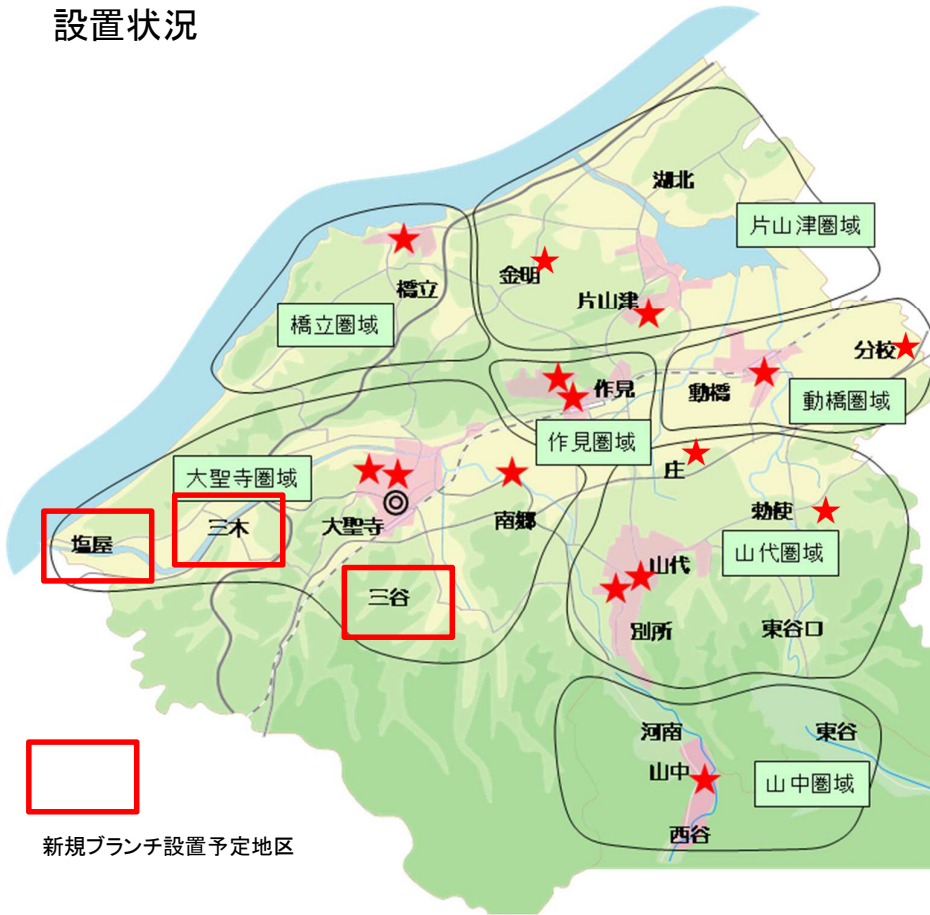 設置状況
湖北
片山津圏域
金明
橋立
片山津
橋立圏域
分校
作見
動橋
動橋圏域
作見圏域
庄
大聖寺圏域
勅使
三木
大聖寺
南郷
塩屋
山代圏域
山代
三谷
別所
東谷口
河南
東谷
山中
山中圏域
西谷
新規ブランチ設置予定地区